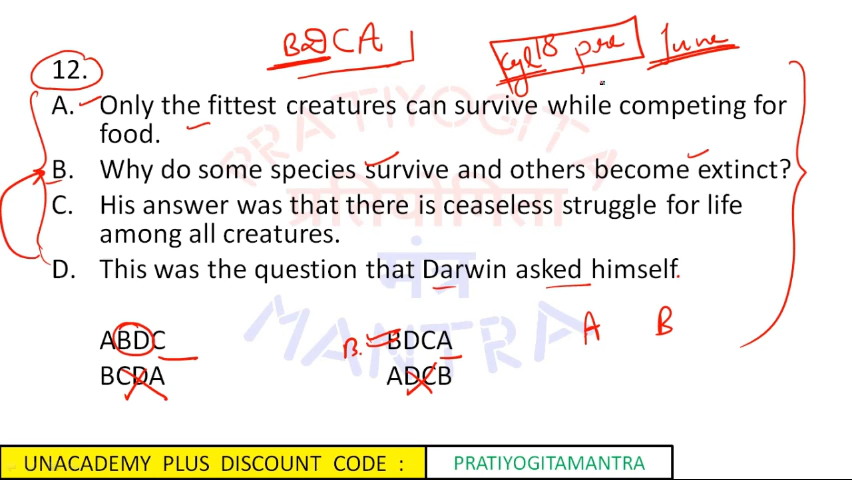 BDCA
CGL 18 pre June
12.
A. Only the fittest creatures can survive while competing for
food.
B. Why do some species survive and others become extinct?
C. His answer was that there is ceaseless struggle for life
among all creatures.
D. This was the question that Darwin asked himself.
PRATIYOGITA
प्रतियोगिता
मंत्र
MANTRA
A B
ABDC B. BDCA
BCDA ADCB
UNACADEMY PLUS DISCOUNT CODE : PRATIYOGITAMANTRA